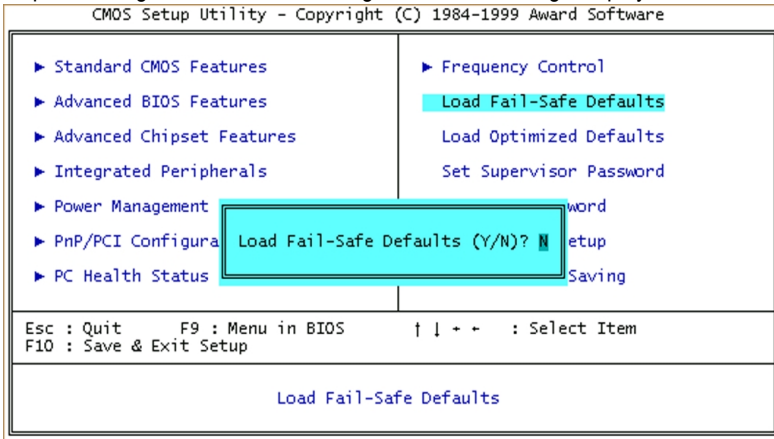 CMOS Setup Utility - Copyright (C) 1984-1999 Award Software
▶ Standard CMOS Features
▶ Advanced BIOS Features
▶ Advanced Chipset Features
▶ Integrated Peripherals
▶ Power Management
▶ PnP/PCI Configura
▶ PC Health Status
▶ Frequency Control
Load Fail-Safe Defaults
Load Optimized Defaults
Set Supervisor Password
word
etup
Saving
Load Fail-Safe Defaults (Y/N)? N
Esc : Quit F9 : Menu in BIOS ↑ ↓ → ← : Select Item
F10 : Save & Exit Setup
Load Fail-Safe Defaults